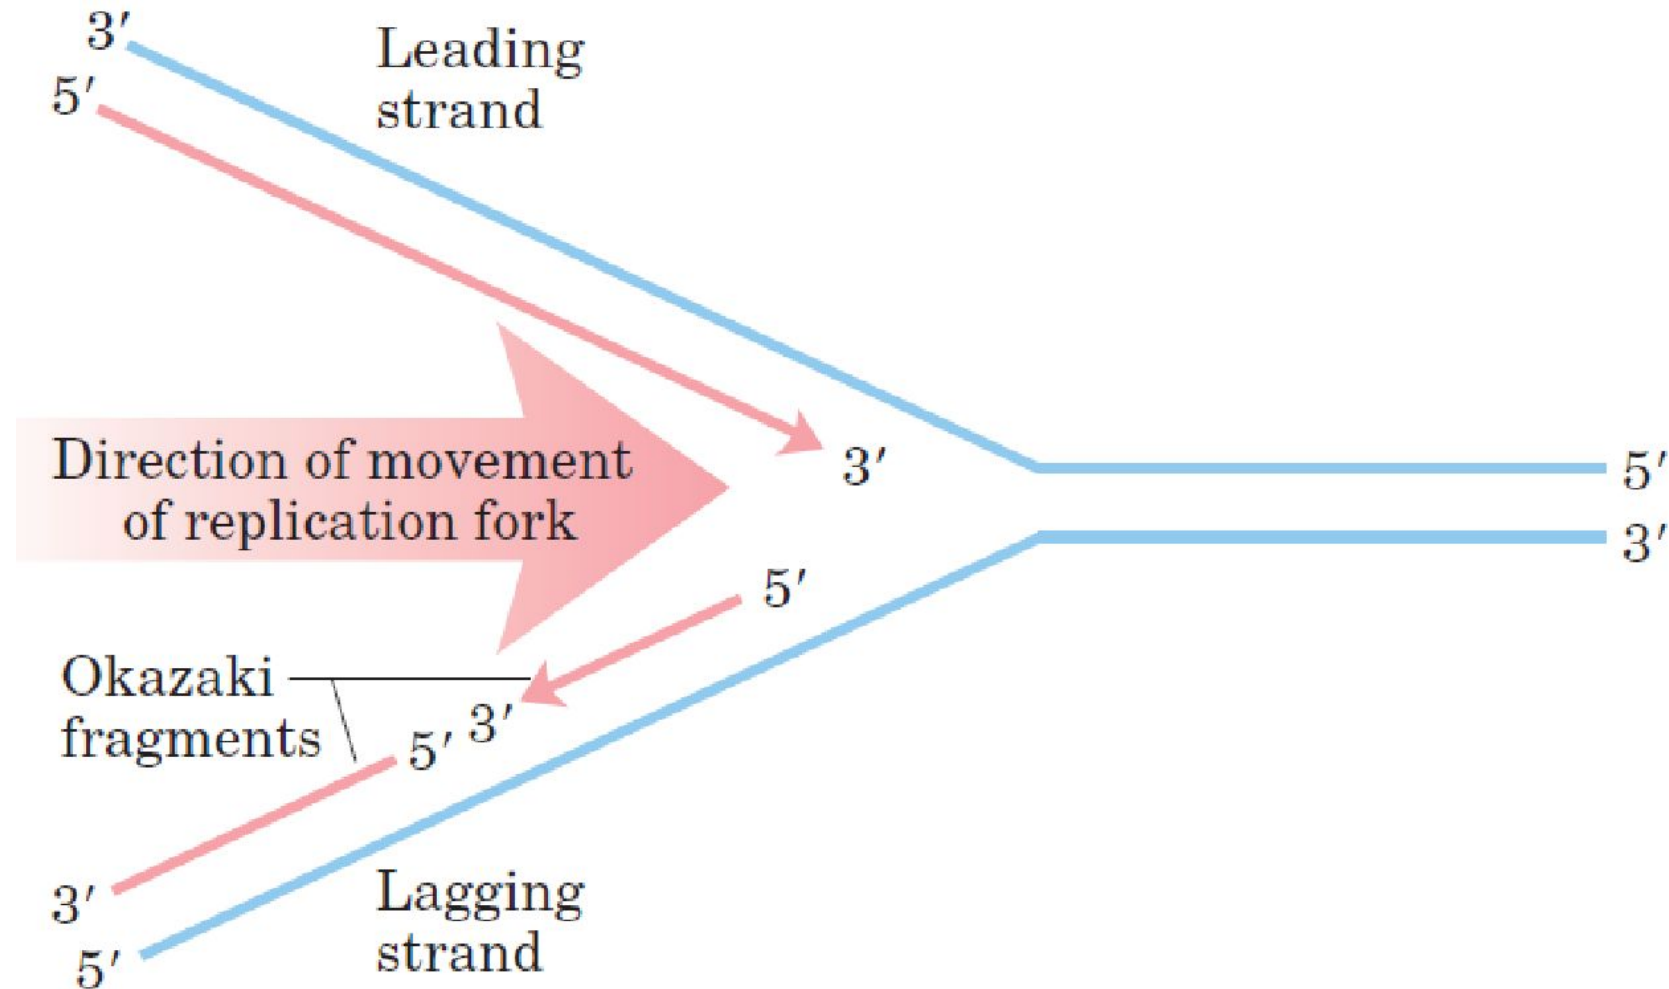 3′
Leading
strand
5′
3′
5′
Direction of movement
of replication fork
3′
5′
Okazaki
fragments
3′
5′
3′
Lagging
strand
5′